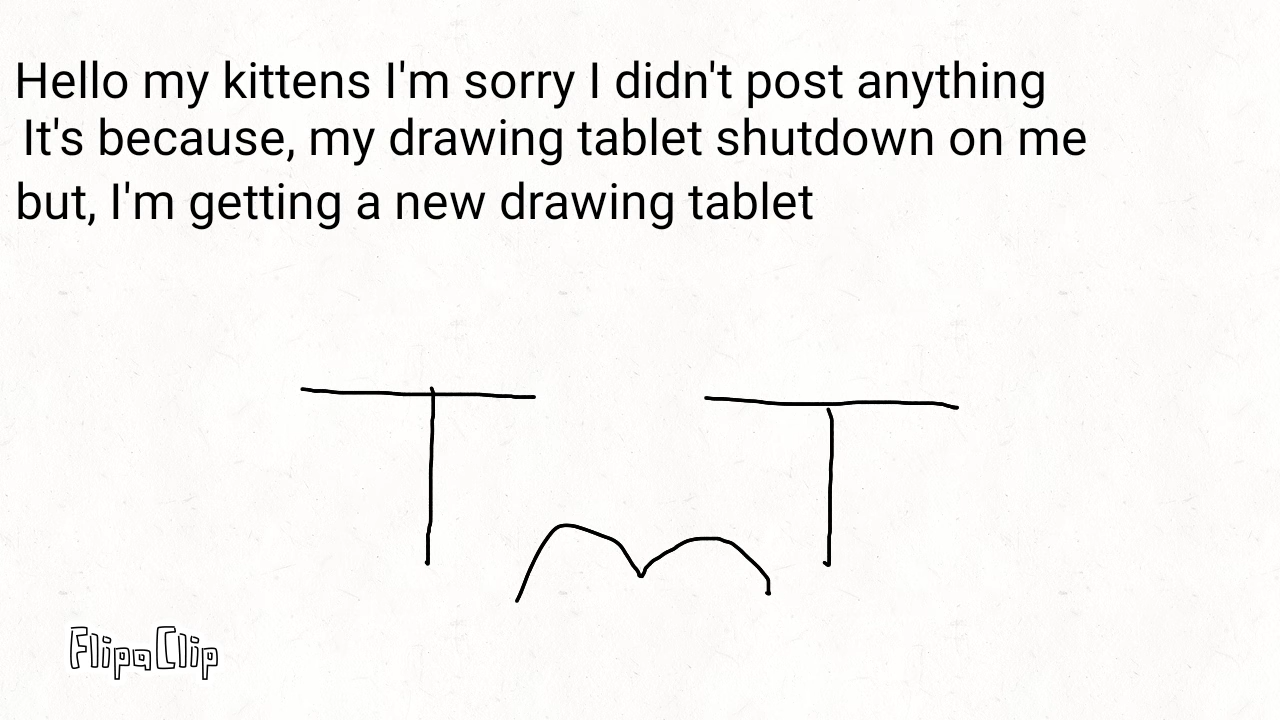 Hello my kittens I'm sorry I didn't post anything
It's because, my drawing tablet shutdown on me
but, I'm getting a new drawing tablet
FlipaClip